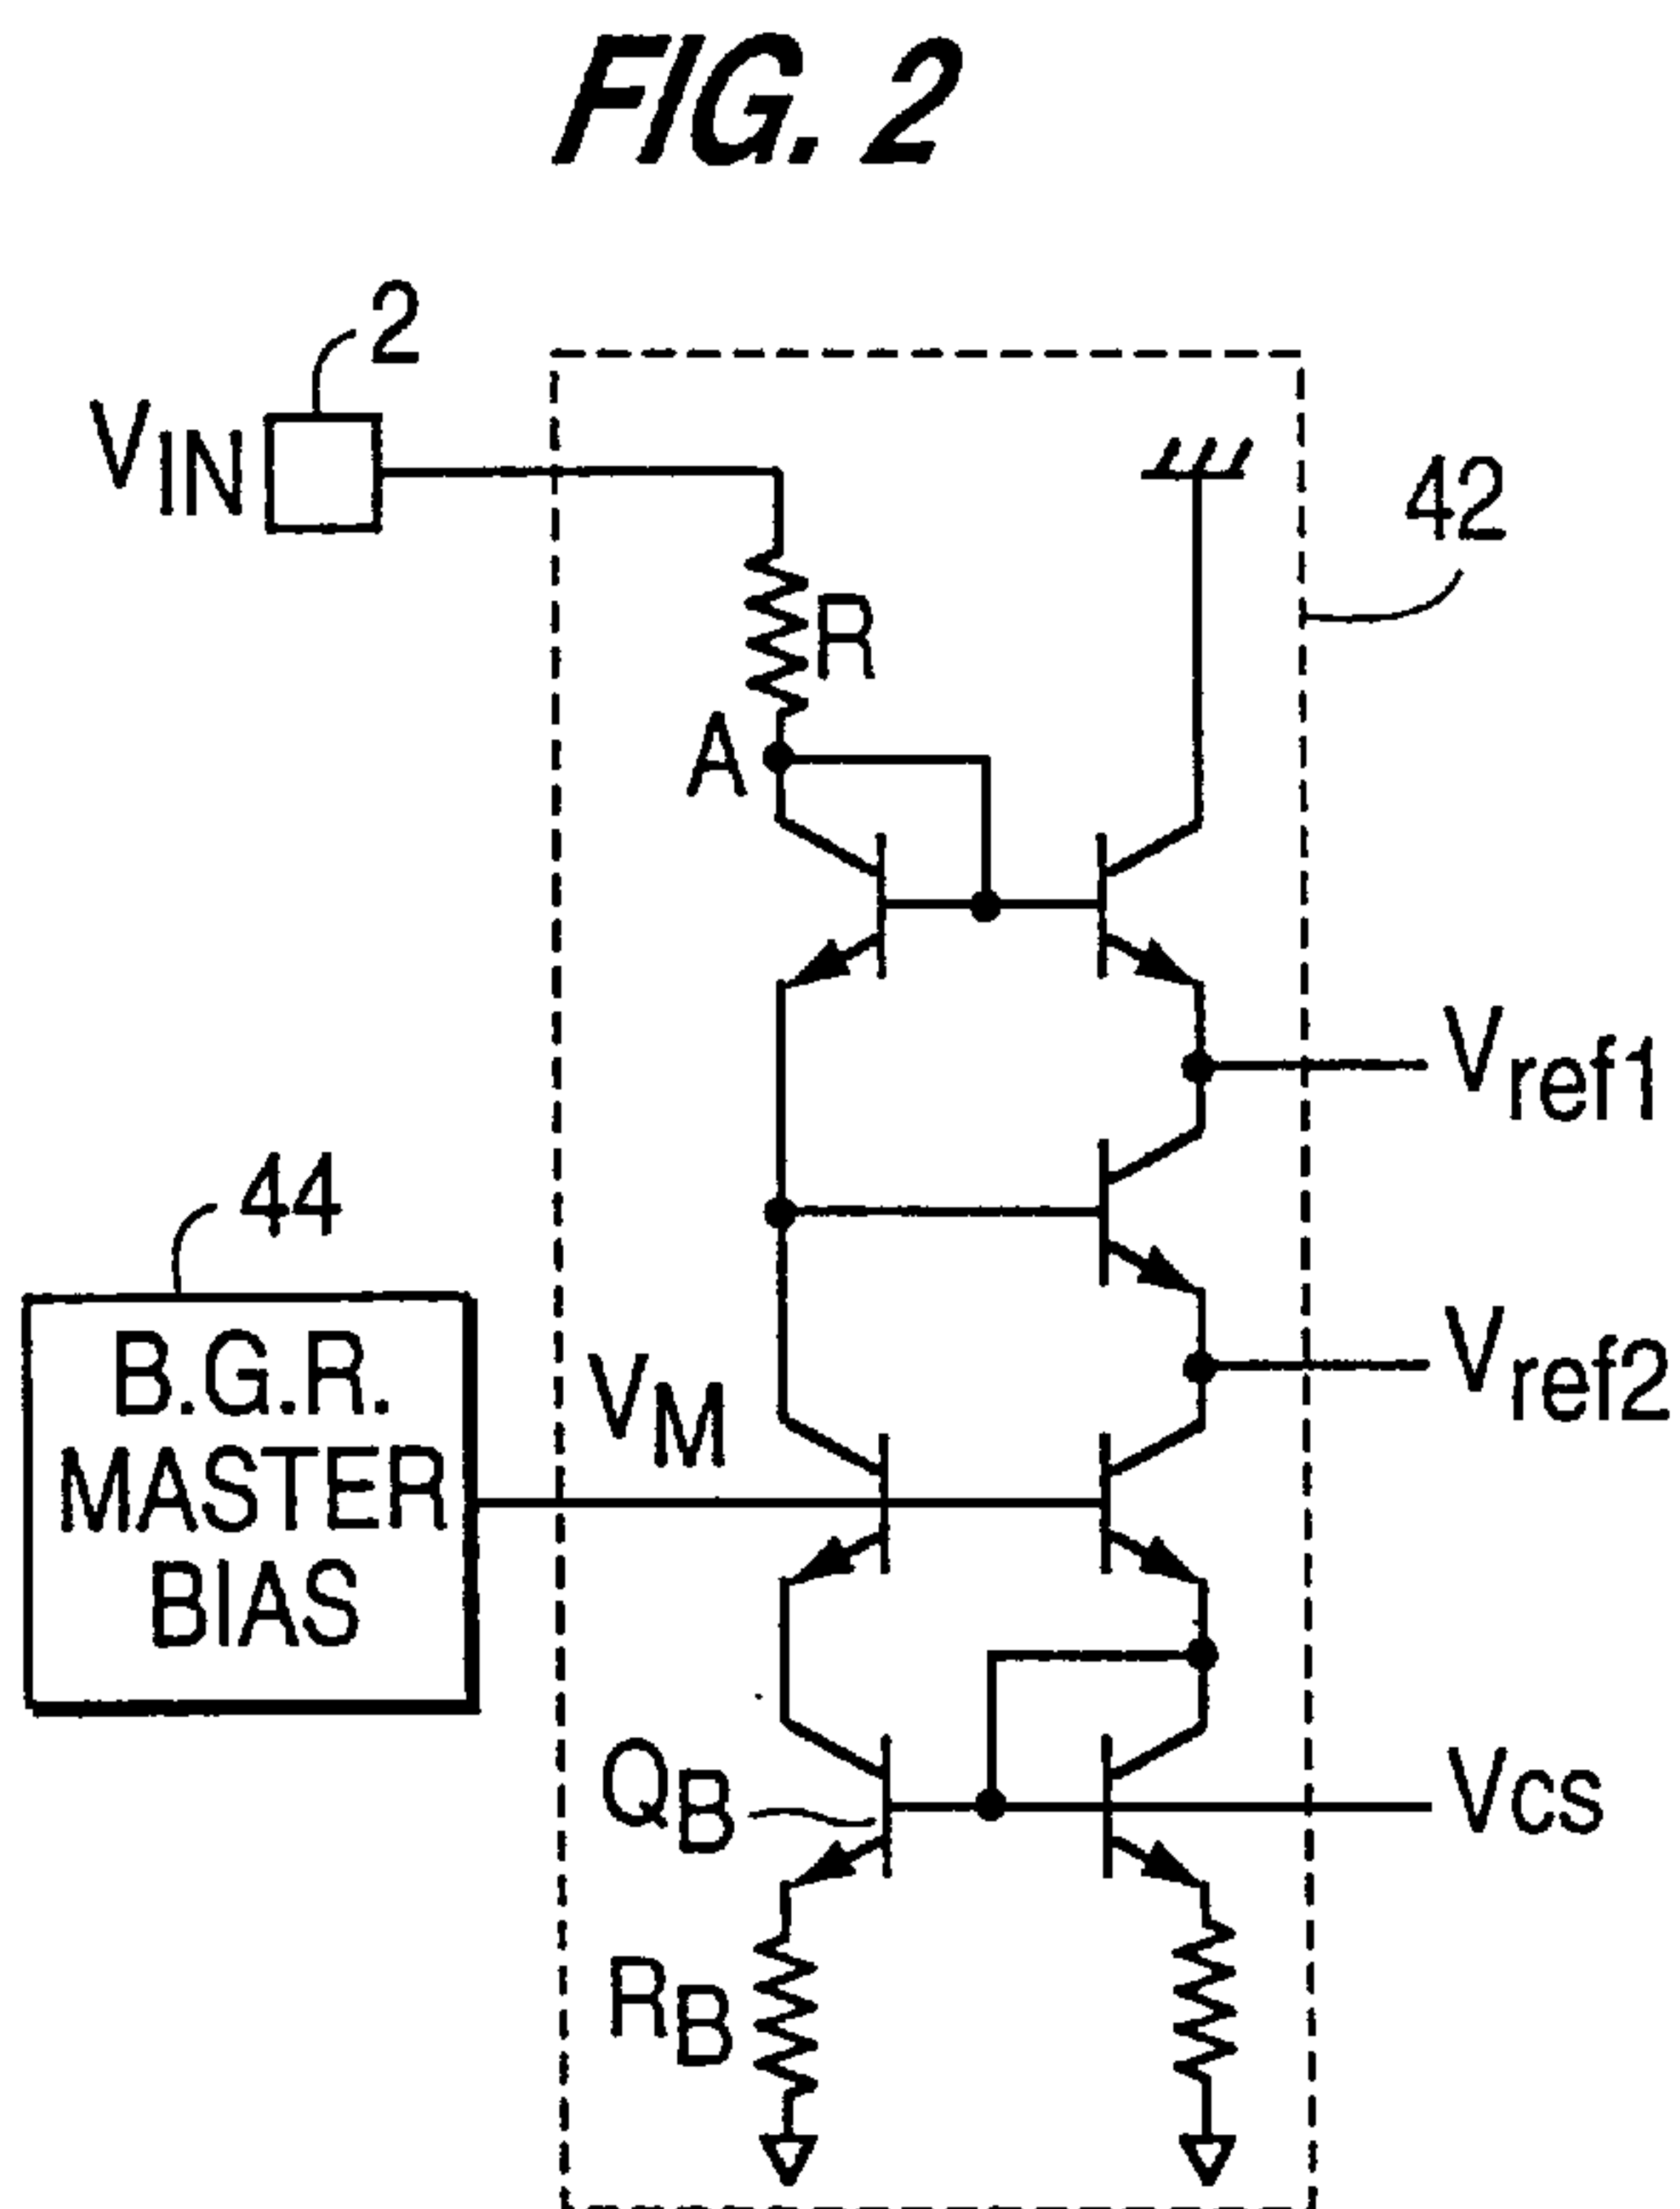 FIG. 2
2
VIN
42
R
A
Vref1
44
B.G.R.
MASTER
BIAS
VM
Vref2
QB
VCS
RB